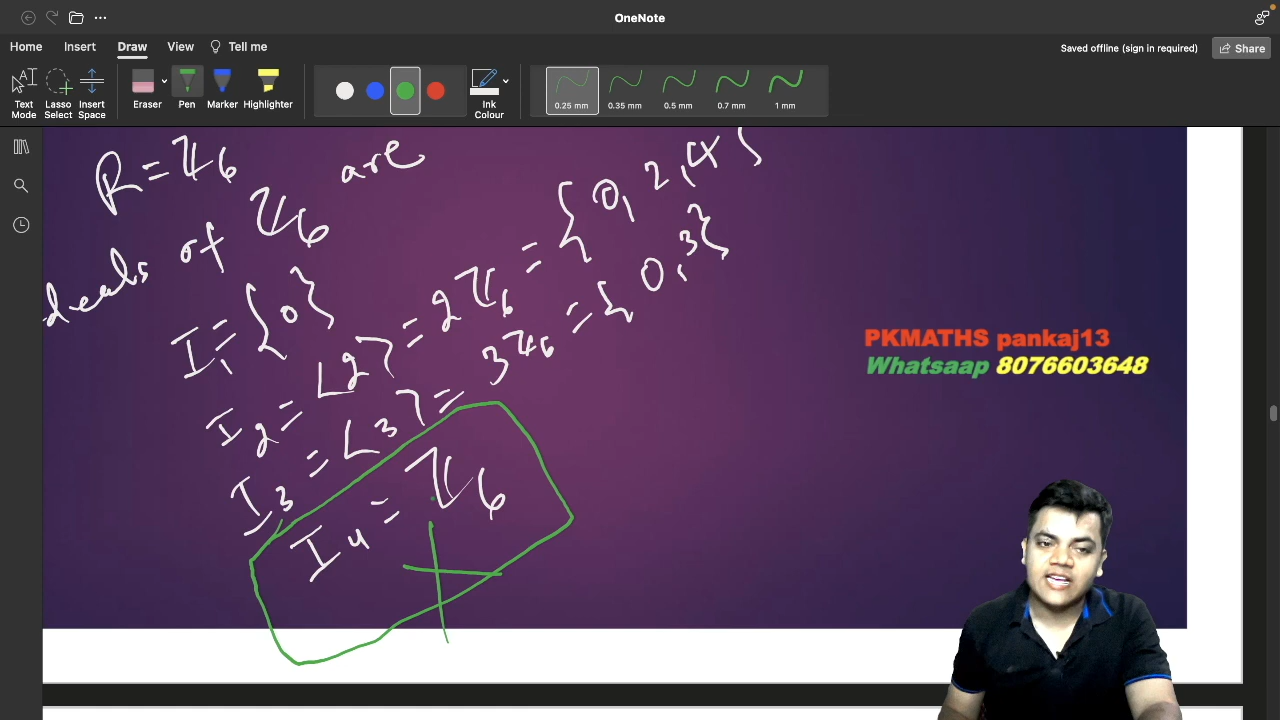 OneNote
Home Insert Draw View Tell me
Saved offline (sign in required) Share
Text Mode
Lasso Select
Insert Space
Eraser
Pen
Marker
Highlighter
Ink Colour
0.25 mm 0.35 mm 0.5 mm 0.7 mm 1 mm
R = ℤ6
deals of ℤ6 are
I1 = {0}
I2 = <2> = 2ℤ6 = {0, 2, 4}
I3 = <3> = 3ℤ6 = {0, 3}
I4 = ℤ6
PKMATHS pankaj13
Whatsaap 8076603648